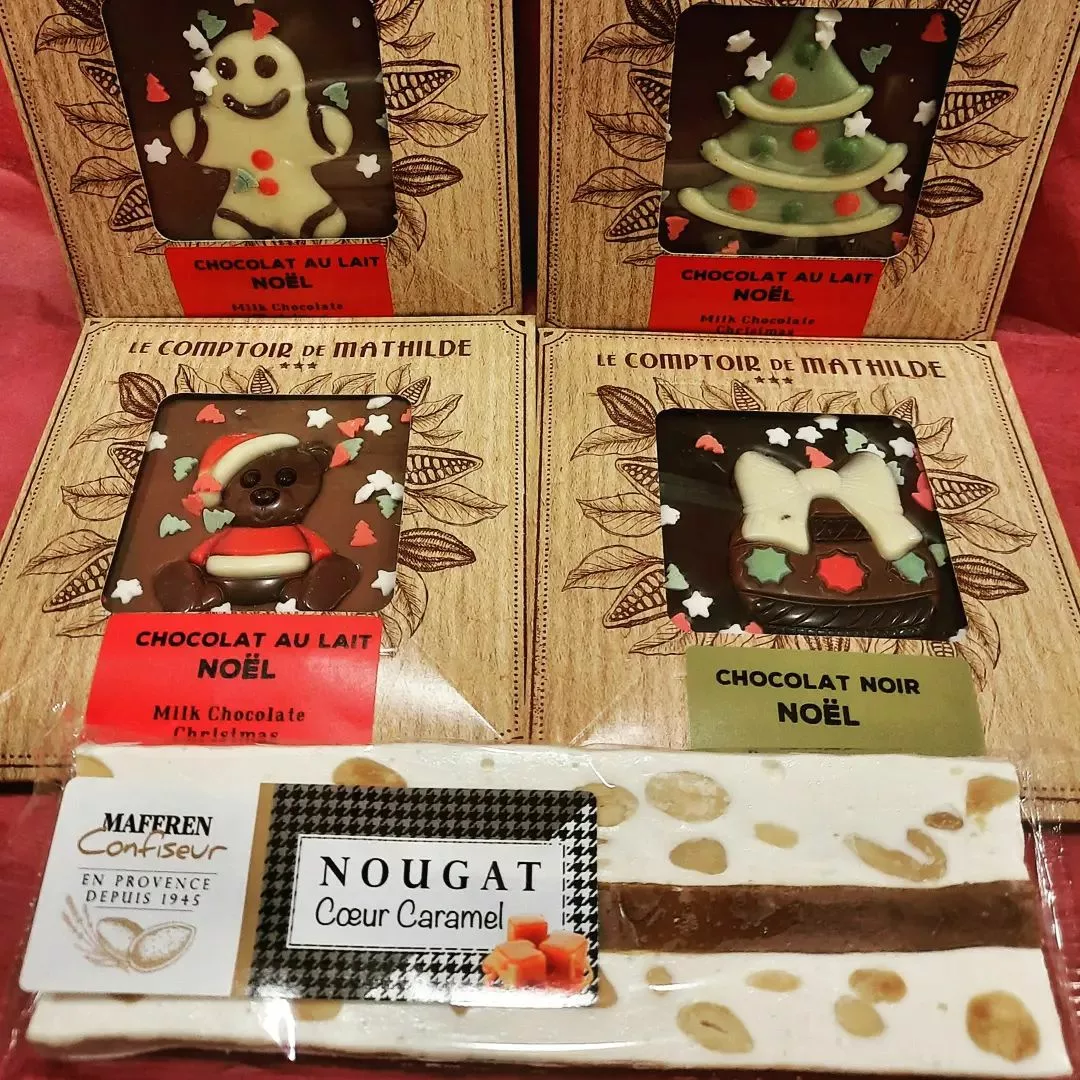 CHOCOLAT AU LAIT
NOËL
Milk Chocolate
CHOCOLAT AU LAIT
NOËL
Milk Chocolate
Christmas
LE COMPTOIR DE MATHILDE
CHOCOLAT AU LAIT
NOËL
Milk Chocolate
Christmas
LE COMPTOIR DE MATHILDE
CHOCOLAT NOIR
NOËL
MAFFREN
Confiseur
EN PROVENCE
DEPUIS 1945
NOUGAT
Cœur Caramel